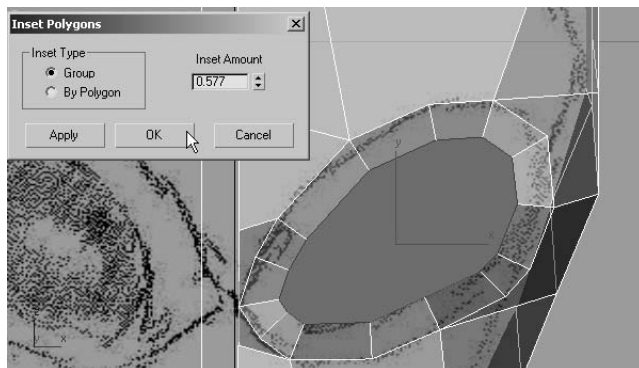 Inset Polygons
Inset Type
Group
By Polygon
Inset Amount
0.577
Apply
OK
Cancel
y
x
y
x